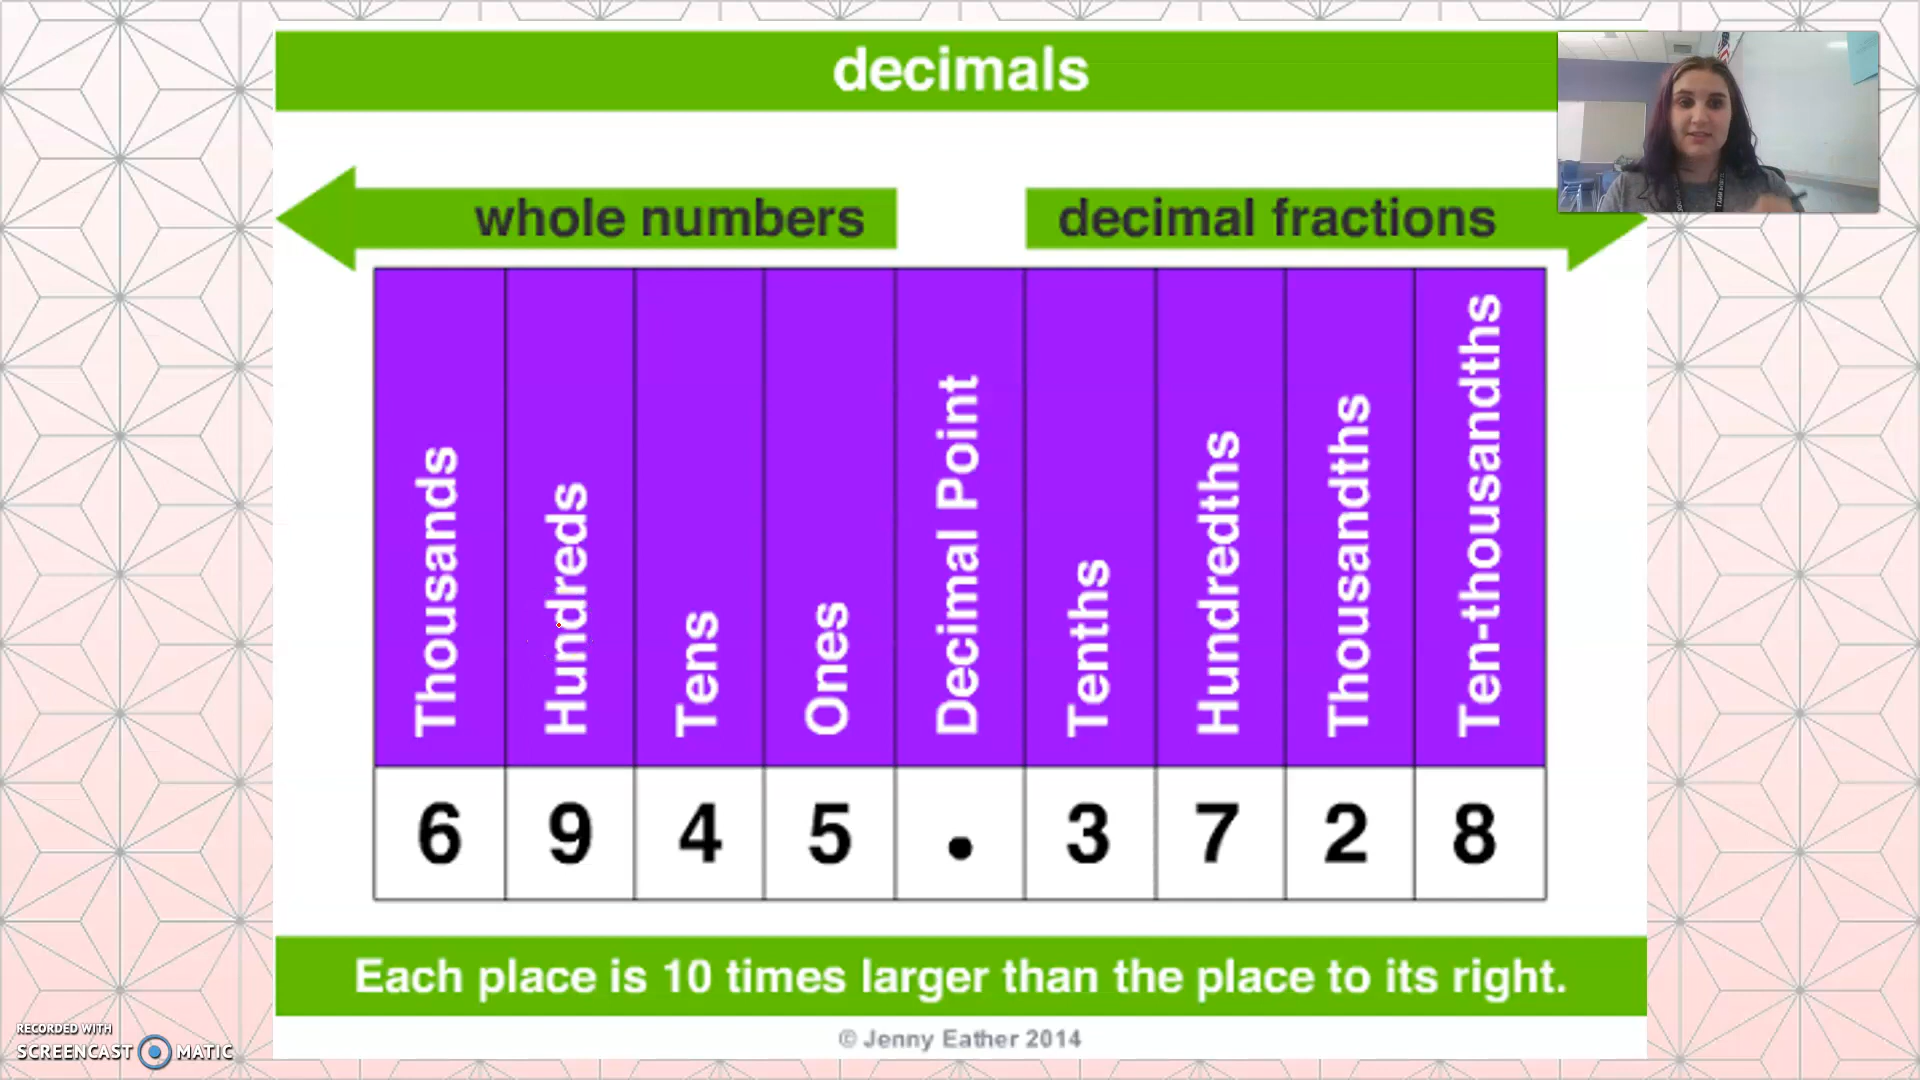 decimals
whole numbers
decimal fractions
Thousands
Hundreds
Tens
Ones
Decimal Point
Tenths
Hundredths
Thousandths
Ten-thousandths
6 9 4 5 . 3 7 2 8
Each place is 10 times larger than the place to its right.
© Jenny Eather 2014
RECORDED WITH
SCREENCAST MATIC